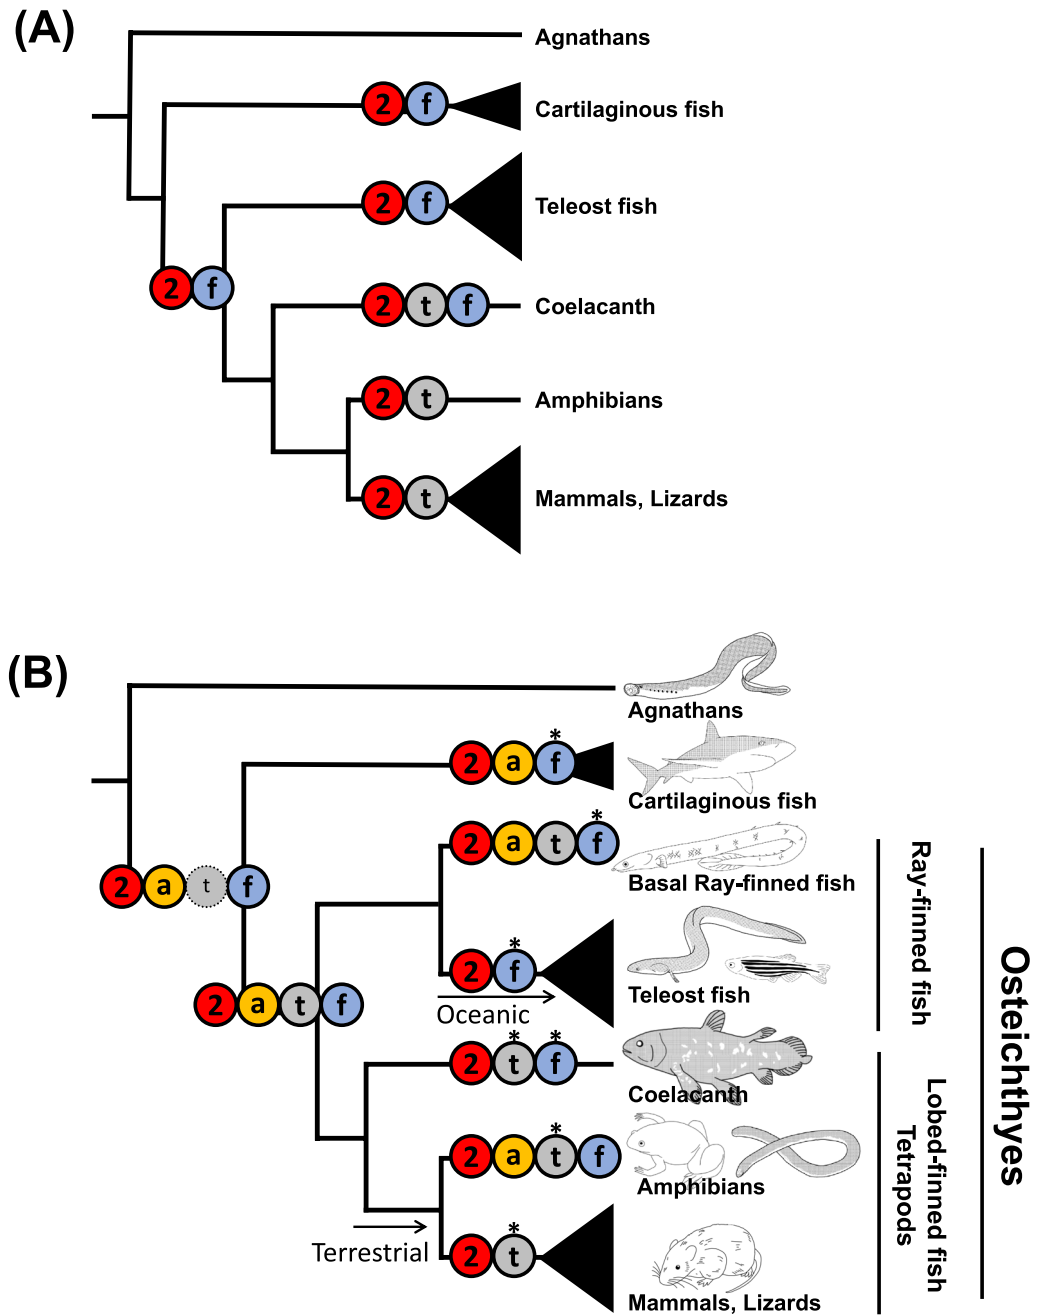 (A)
Agnathans
2 f
Cartilaginous fish
2 f
Teleost fish
2 f
2 t f
Coelacanth
2 t
Amphibians
2 t
Mammals, Lizards
(B)
Agnathans
*
2 a f
Cartilaginous fish
*
2 a t f
Basal Ray-finned fish
2 a t f
*
2 f
Teleost fish
Oceanic
2 a t f
* *
2 t f
Coelacanth
*
2 a t f
Amphibians
Terrestrial
*
2 t
Mammals, Lizards
Ray-finned fish
Lobed-finned fish
Tetrapods
Osteichthyes